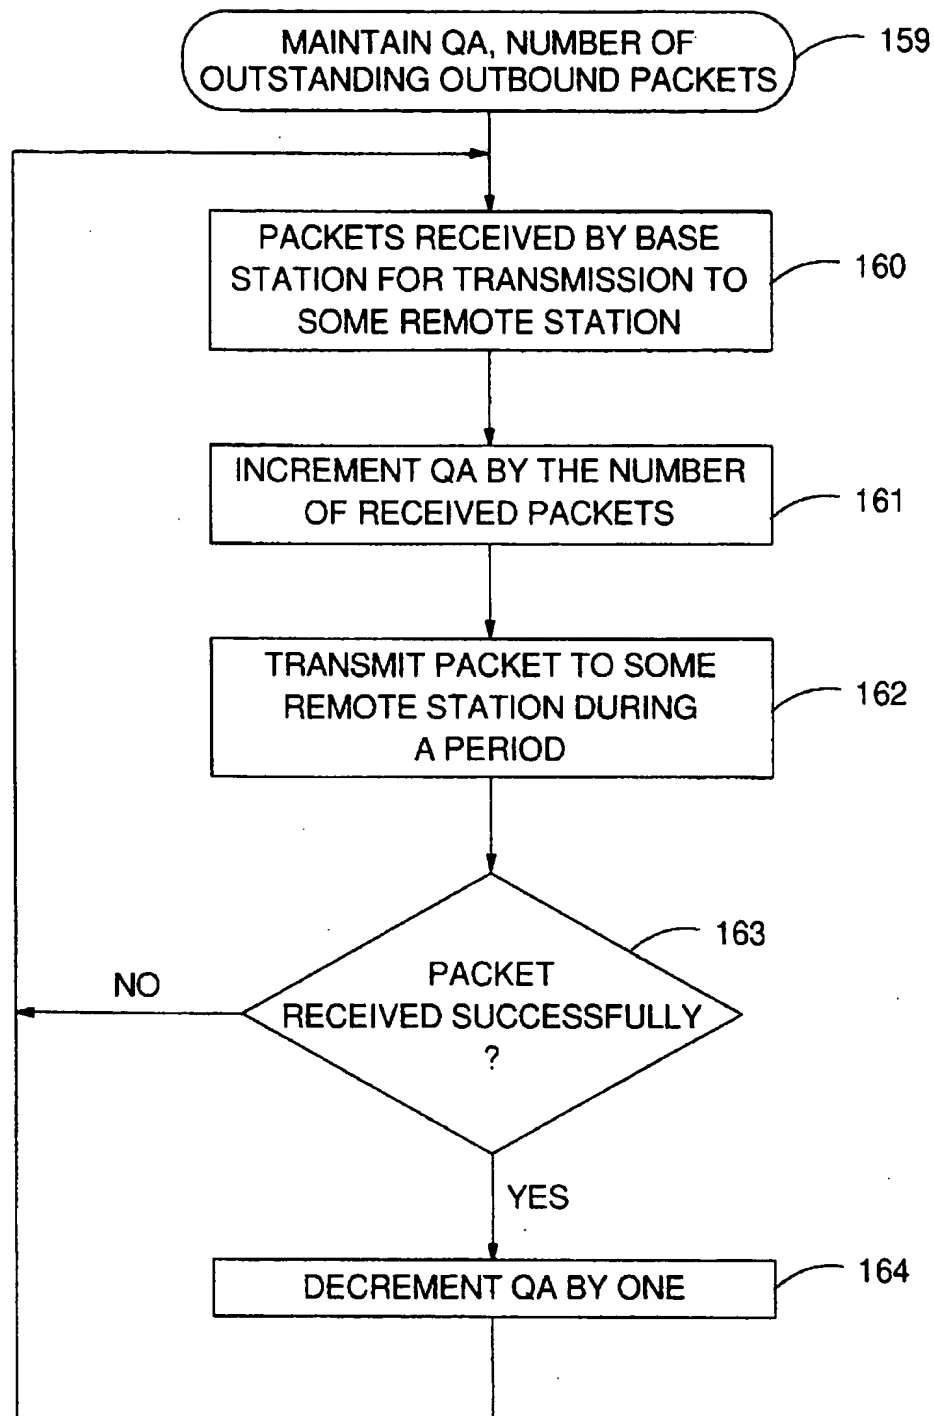 MAINTAIN QA, NUMBER OF
OUTSTANDING OUTBOUND PACKETS
159
PACKETS RECEIVED BY BASE
STATION FOR TRANSMISSION TO
SOME REMOTE STATION
160
INCREMENT QA BY THE NUMBER
OF RECEIVED PACKETS
161
TRANSMIT PACKET TO SOME
REMOTE STATION DURING
A PERIOD
162
163
PACKET
RECEIVED SUCCESSFULLY
?
NO
YES
DECREMENT QA BY ONE
164